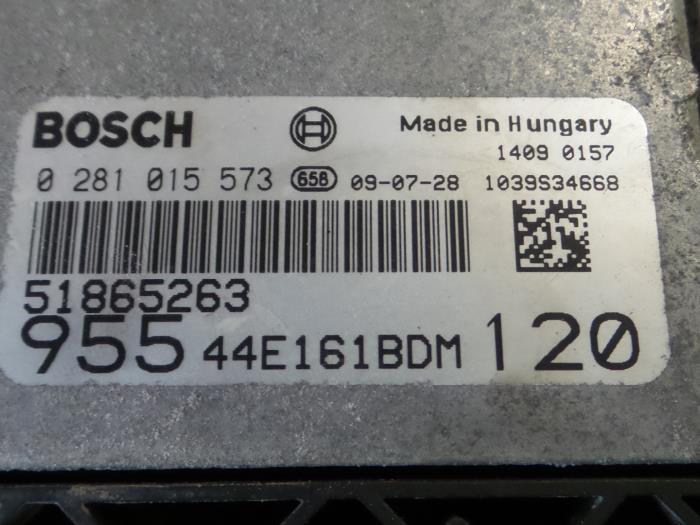 BOSCH Made in Hungary
1409 0157
0 281 015 573 658 09-07-28 1039S34668
51865263
955 44E161BDM 120